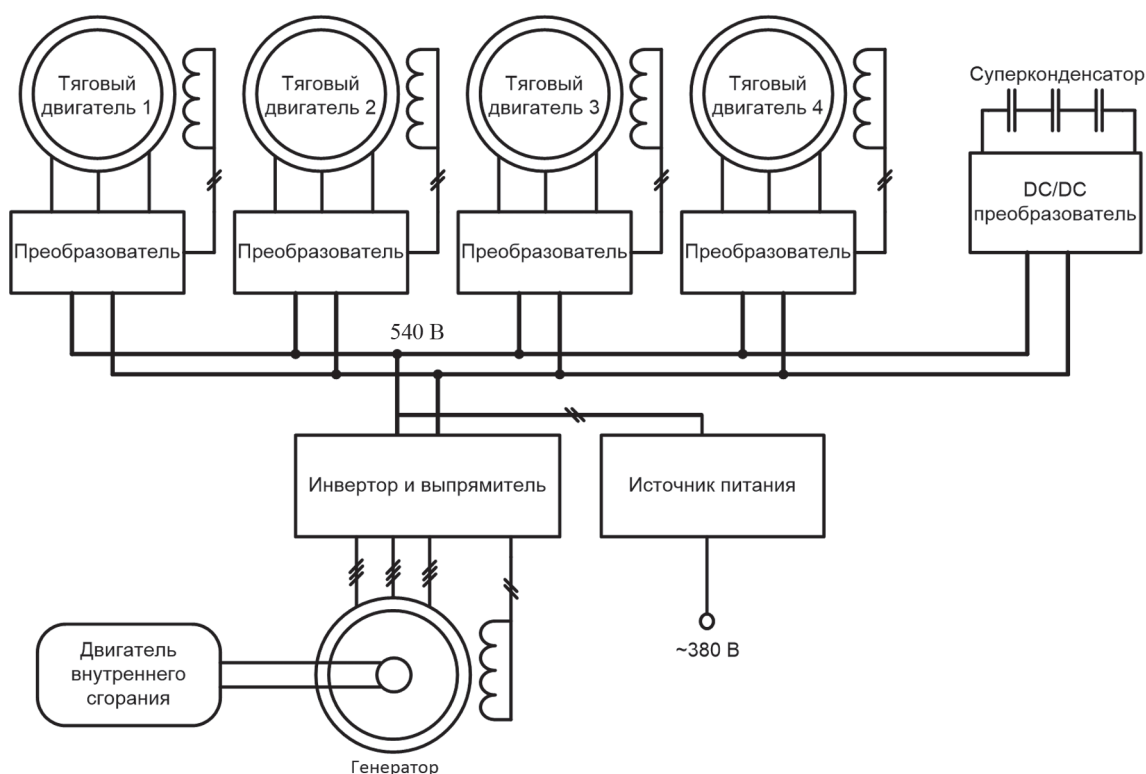 Тяговый
двигатель 1
Тяговый
двигатель 2
Тяговый
двигатель 3
Тяговый
двигатель 4
Суперконденсатор
DC/DC
преобразователь
Преобразователь
Преобразователь
Преобразователь
Преобразователь
540 В
Инвертор и выпрямитель
Источник питания
~380 В
Двигатель
внутреннего
сгорания
Генератор